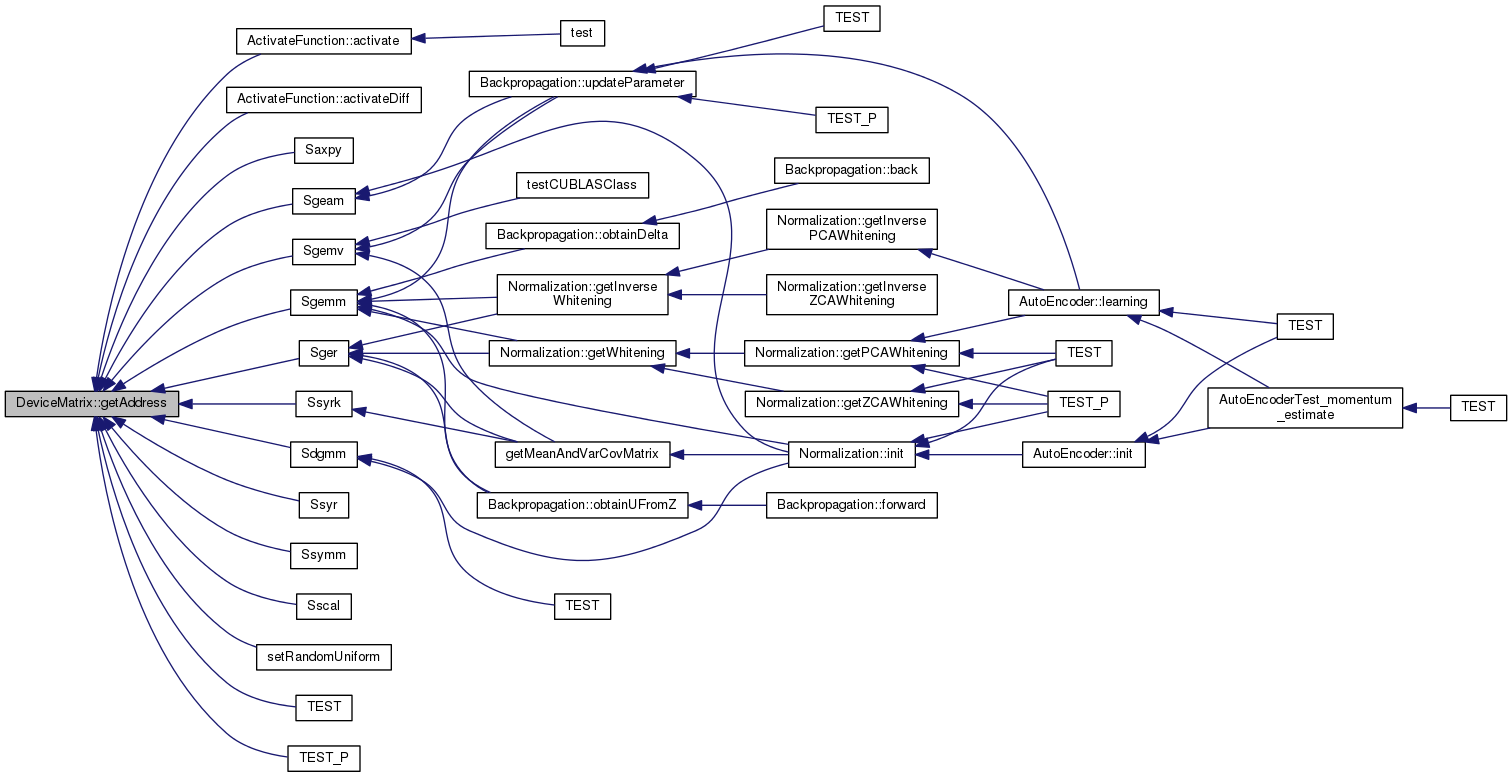 DeviceMatrix::getAddress
ActivateFunction::activate
ActivateFunction::activateDiff
Saxpy
Sgeam
Sgemv
Sgemm
Sger
Ssyrk
Sdgmm
Ssyr
Ssymm
Sscal
setRandomUniform
TEST
TEST_P
test
Backpropagation::updateParameter
testCUBLASClass
Backpropagation::obtainDelta
Normalization::getInverse
Whitening
Normalization::getWhitening
getMeanAndVarCovMatrix
Backpropagation::obtainUFromZ
TEST
TEST
TEST_P
Backpropagation::back
Normalization::getInverse
PCAWhitening
Normalization::getInverse
ZCAWhitening
Normalization::getPCAWhitening
Normalization::getZCAWhitening
Normalization::init
Backpropagation::forward
AutoEncoder::learning
TEST
TEST_P
AutoEncoder::init
TEST
AutoEncoderTest_momentum
_estimate
TEST